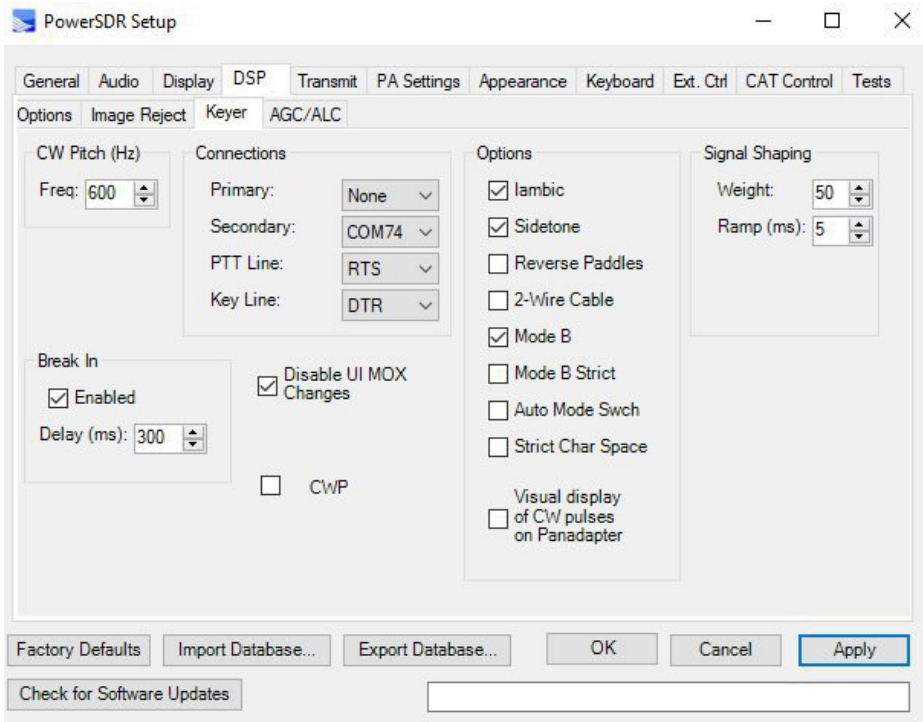 PowerSDR Setup
General Audio Display DSP Transmit PA Settings Appearance Keyboard Ext. Ctrl CAT Control Tests
Options Image Reject Keyer AGC/ALC
CW Pitch (Hz)
Freq: 600
Connections
Primary: None
Secondary: COM74
PTT Line: RTS
Key Line: DTR
Options
Iambic
Sidetone
Reverse Paddles
2-Wire Cable
Mode B
Mode B Strict
Auto Mode Swch
Strict Char Space
Visual display
of CW pulses
on Panadapter
Signal Shaping
Weight: 50
Ramp (ms): 5
Break In
Enabled
Delay (ms): 300
Disable UI MOX
Changes
CWP
Factory Defaults Import Database... Export Database... OK Cancel Apply
Check for Software Updates